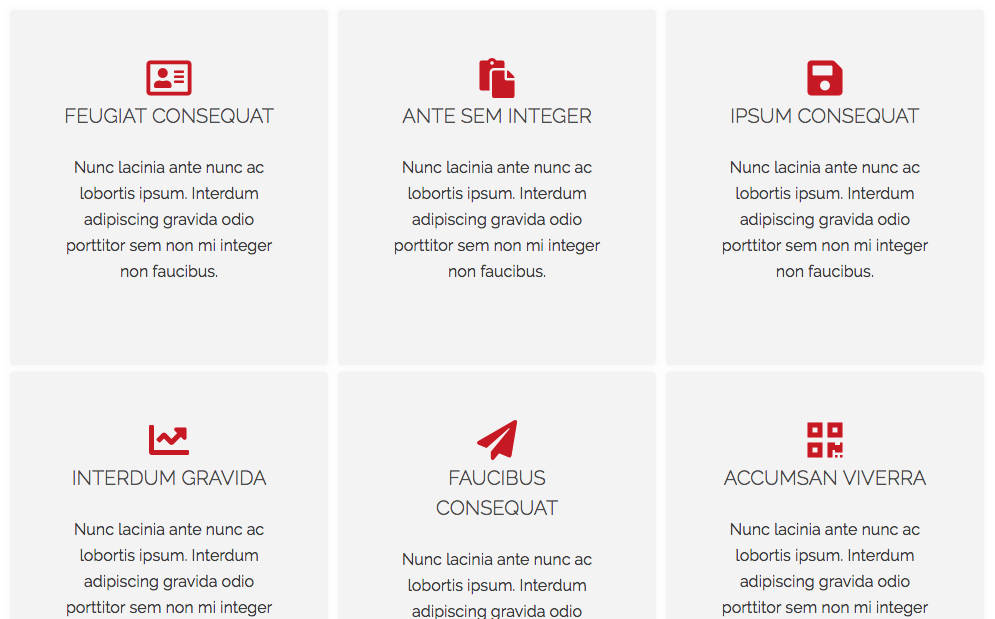 FEUGIAT CONSEQUAT
Nunc lacinia ante nunc ac
lobortis ipsum. Interdum
adipiscing gravida odio
porttitor sem non mi integer
non faucibus.
ANTE SEM INTEGER
Nunc lacinia ante nunc ac
lobortis ipsum. Interdum
adipiscing gravida odio
porttitor sem non mi integer
non faucibus.
IPSUM CONSEQUAT
Nunc lacinia ante nunc ac
lobortis ipsum. Interdum
adipiscing gravida odio
porttitor sem non mi integer
non faucibus.
INTERDUM GRAVIDA
Nunc lacinia ante nunc ac
lobortis ipsum. Interdum
adipiscing gravida odio
porttitor sem non mi integer
FAUCIBUS
CONSEQUAT
Nunc lacinia ante nunc ac
lobortis ipsum. Interdum
adipiscing gravida odio
ACCUMSAN VIVERRA
Nunc lacinia ante nunc ac
lobortis ipsum. Interdum
adipiscing gravida odio
porttitor sem non mi integer